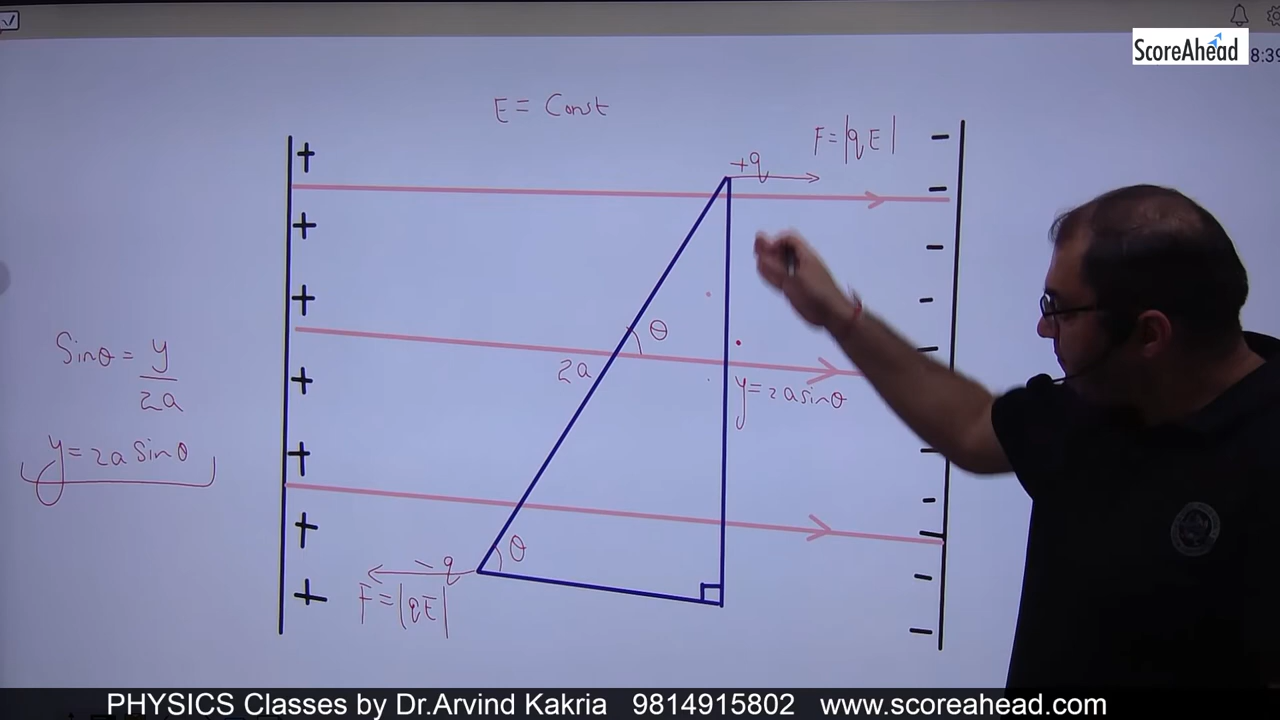 ScoreAhead
8:39
E = Const
F = |qE|
+q
+
+
+
+
+
+
+
−
−
−
−
−
−
−
−
−
−
θ
Sinθ = y/2a
2a
y = 2a sinθ
y = 2a Sinθ
θ
− q
F = |qE|
PHYSICS Classes by Dr.Arvind Kakria 9814915802 www.scoreahead.com